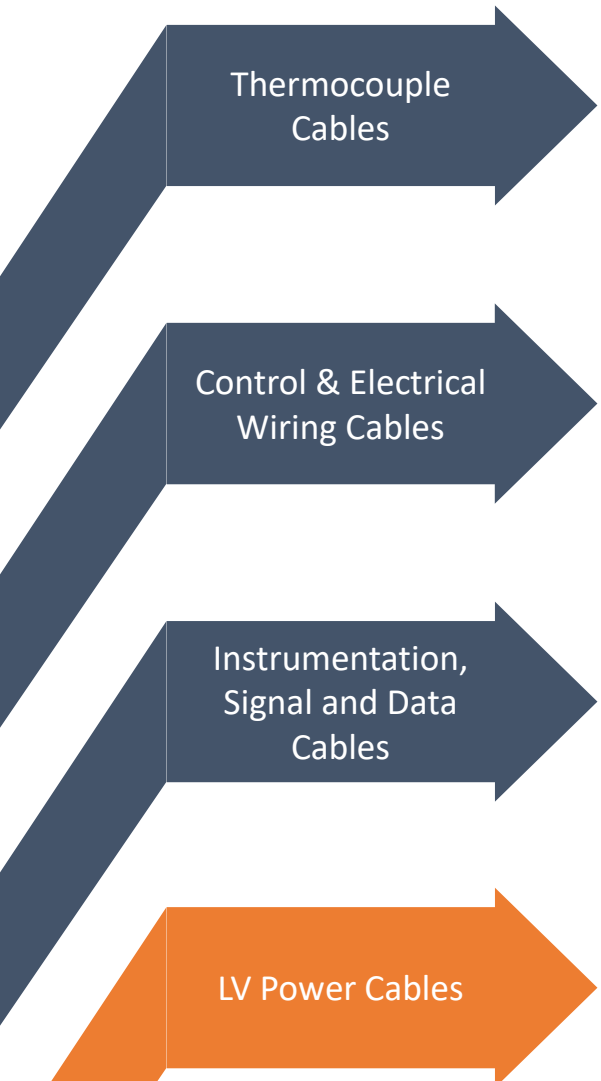 Thermocouple
Cables
Control & Electrical
Wiring Cables
Instrumentation,
Signal and Data
Cables
LV Power Cables